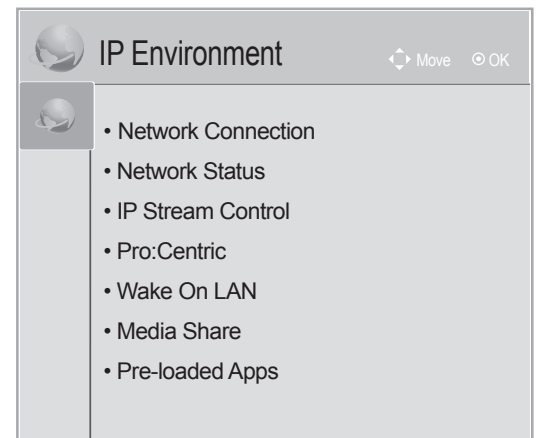 IP Environment
Move OK
• Network Connection
• Network Status
• IP Stream Control
• Pro:Centric
• Wake On LAN
• Media Share
• Pre-loaded Apps